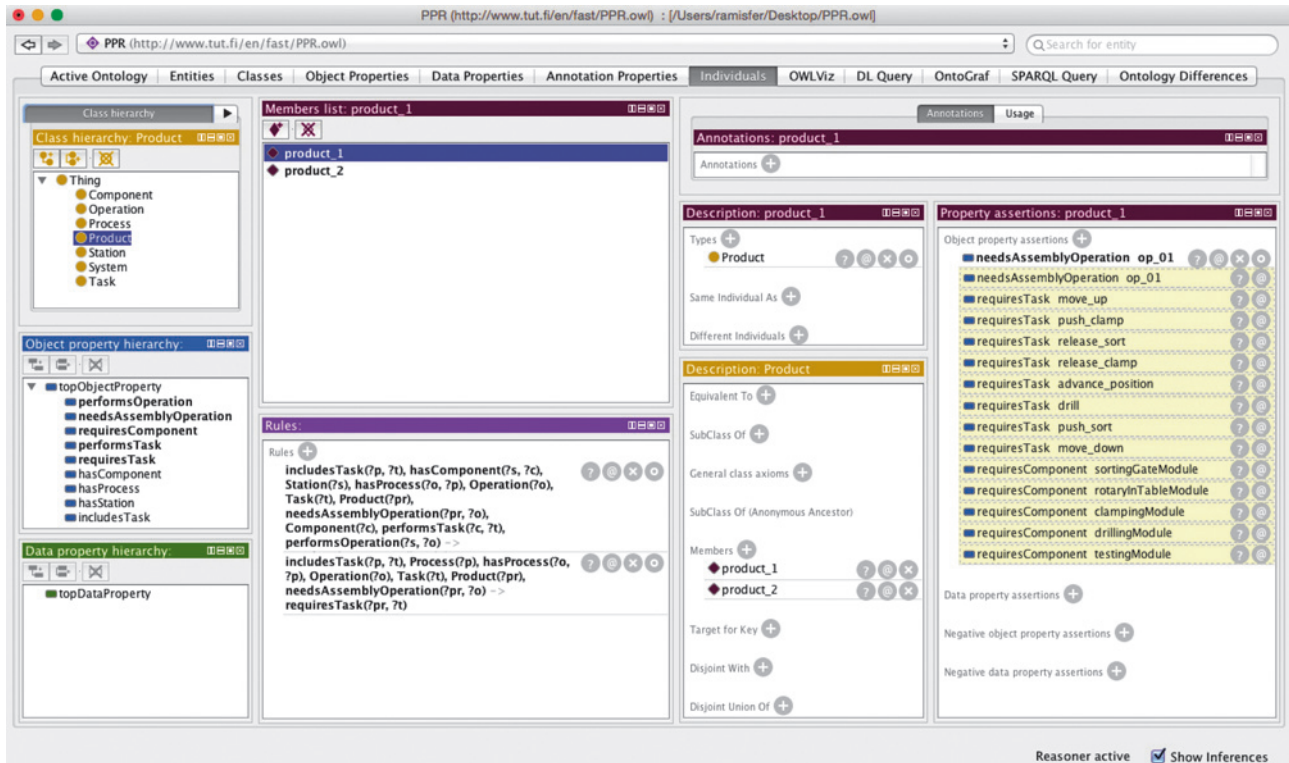 PPR (http://www.tut.fi/en/fast/PPR.owl) : [/Users/ramisfer/Desktop/PPR.owl]
PPR (http://www.tut.fi/en/fast/PPR.owl)
Search for entity
Active Ontology Entities Classes Object Properties Data Properties Annotation Properties Individuals OWLViz DL Query OntoGraf SPARQL Query Ontology Differences
Class hierarchy
Class hierarchy: Product
Thing
Component
Operation
Process
Product
Station
System
Task
Object property hierarchy:
topObjectProperty
performsOperation
needsAssemblyOperation
requiresComponent
performsTask
requiresTask
hasComponent
hasProcess
hasStation
includesTask
Data property hierarchy:
topDataProperty
Members list: product_1
product_1
product_2
Rules:
Rules
includesTask(?p, ?t), hasComponent(?s, ?c),
Station(?s), hasProcess(?o, ?p), Operation(?o),
Task(?t), Product(?pr),
needsAssemblyOperation(?pr, ?o),
Component(?c), performsTask(?c, ?t),
performsOperation(?s, ?o) ->
includesTask(?p, ?t), Process(?p), hasProcess(?o,
?p), Operation(?o), Task(?t), Product(?pr),
needsAssemblyOperation(?pr, ?o) ->
requiresTask(?pr, ?t)
Annotations Usage
Annotations: product_1
Annotations
Description: product_1
Types
Product
Same Individual As
Different Individuals
Description: Product
Equivalent To
SubClass Of
General class axioms
SubClass Of (Anonymous Ancestor)
Members
product_1
product_2
Target for Key
Disjoint With
Disjoint Union Of
Property assertions: product_1
Object property assertions
needsAssemblyOperation op_01
needsAssemblyOperation op_01
requiresTask move_up
requiresTask push_clamp
requiresTask release_sort
requiresTask release_clamp
requiresTask advance_position
requiresTask drill
requiresTask push_sort
requiresTask move_down
requiresComponent sortingGateModule
requiresComponent rotaryInTableModule
requiresComponent clampingModule
requiresComponent drillingModule
requiresComponent testingModule
Data property assertions
Negative object property assertions
Negative data property assertions
Reasoner active Show Inferences